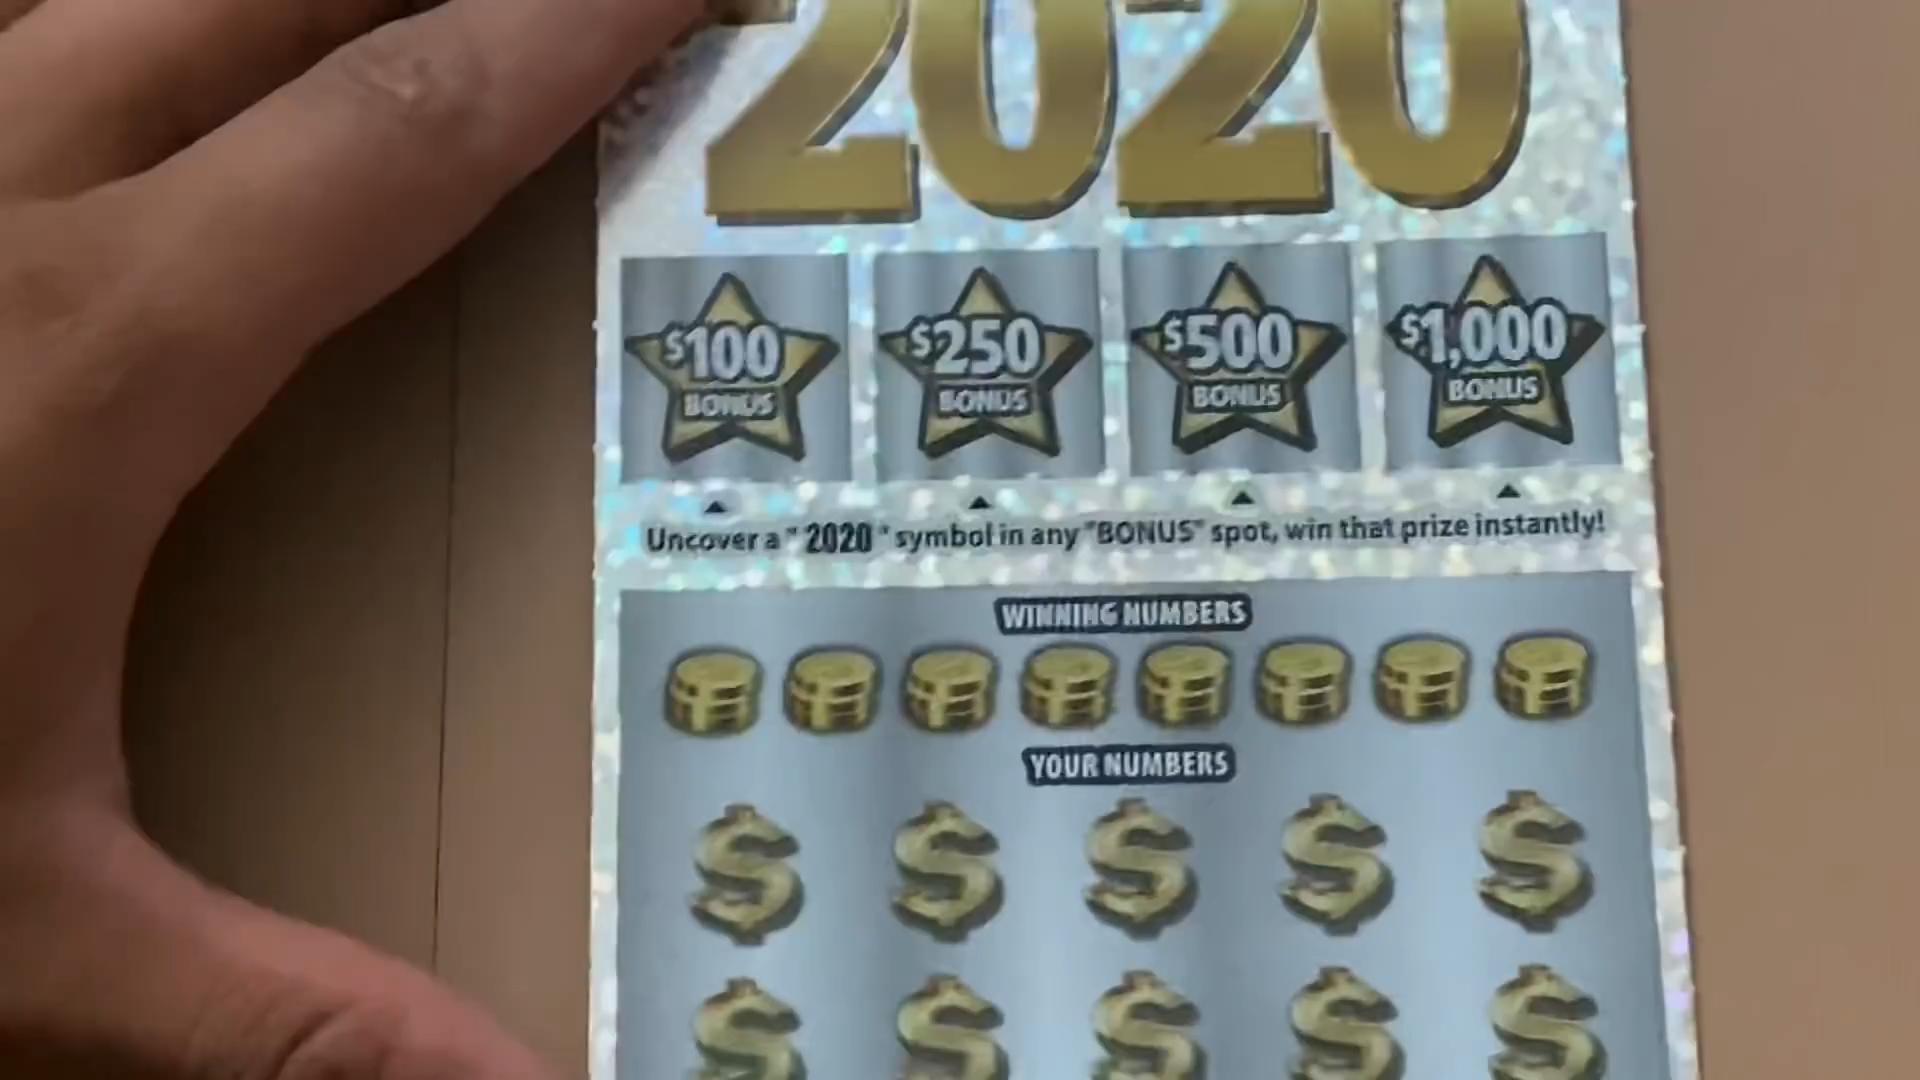 2020
$100 $250 $500 $1,000
BONUS BONUS BONUS BONUS
Uncover a "2020" symbol in any "BONUS" spot, win that prize instantly!
WINNING NUMBERS
YOUR NUMBERS
$ $ $ $ $
$ $ $ $ $